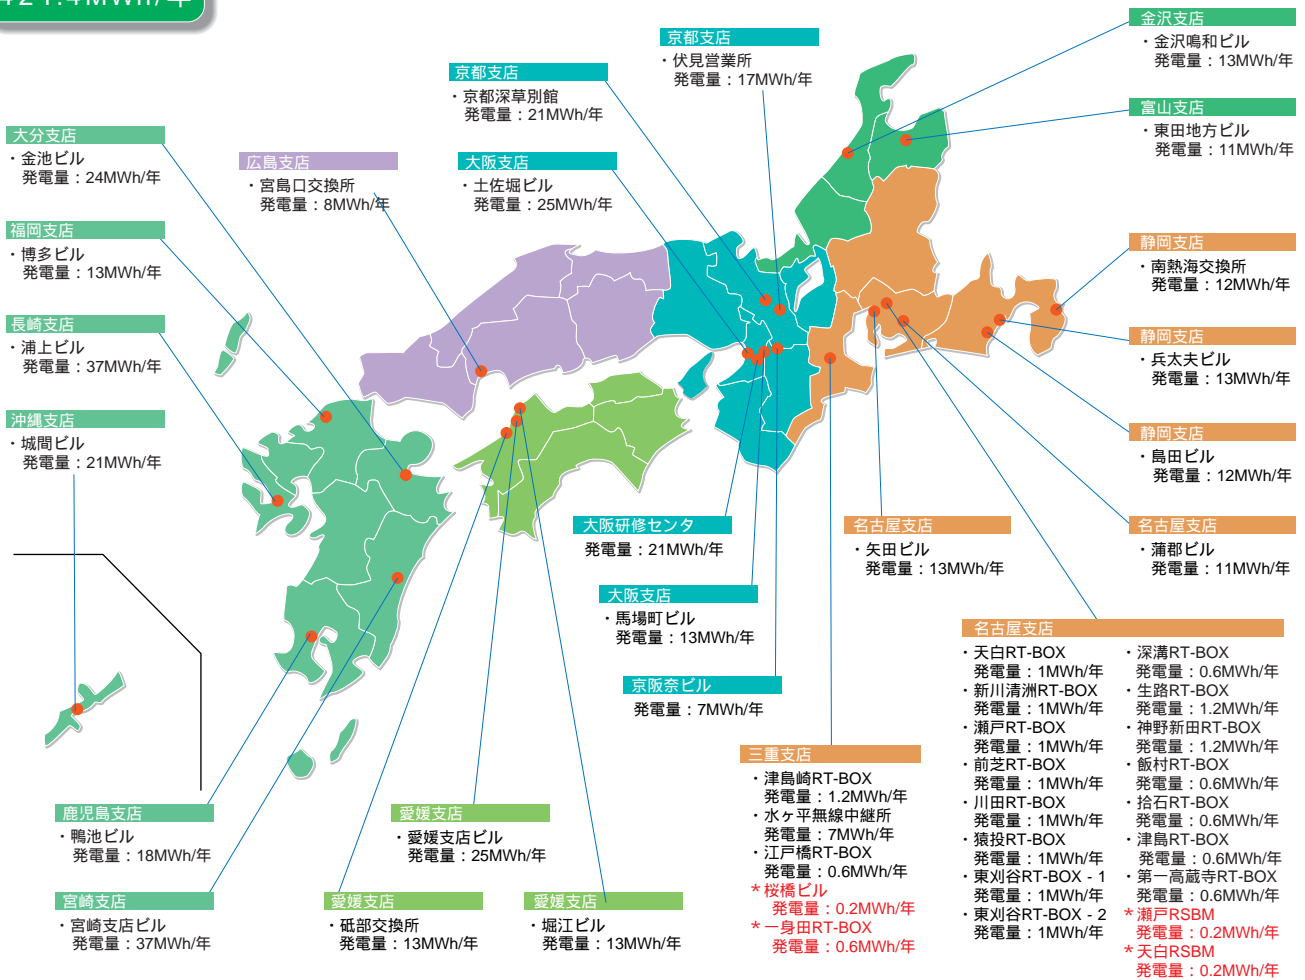 421.4MWh/年
金沢支店
・金沢鳴和ビル
発電量：13MWh/年
富山支店
・東田地方ビル
発電量：11MWh/年
京都支店
・伏見営業所
発電量：17MWh/年
京都支店
・京都深草別館
発電量：21MWh/年
大阪支店
・土佐堀ビル
発電量：25MWh/年
広島支店
・宮島口交換所
発電量：8MWh/年
大分支店
・金池ビル
発電量：24MWh/年
福岡支店
・博多ビル
発電量：13MWh/年
長崎支店
・浦上ビル
発電量：37MWh/年
沖縄支店
・城間ビル
発電量：21MWh/年
静岡支店
・南熱海交換所
発電量：12MWh/年
静岡支店
・兵太夫ビル
発電量：13MWh/年
静岡支店
・島田ビル
発電量：12MWh/年
名古屋支店
・蒲郡ビル
発電量：11MWh/年
名古屋支店
・矢田ビル
発電量：13MWh/年
大阪研修センタ
発電量：21MWh/年
大阪支店
・馬場町ビル
発電量：13MWh/年
京阪奈ビル
発電量：7MWh/年
三重支店
・津島崎RT-BOX
発電量：1.2MWh/年
・水ヶ平無線中継所
発電量：7MWh/年
・江戸橋RT-BOX
発電量：0.6MWh/年
＊桜橋ビル
発電量：0.2MWh/年
＊一身田RT-BOX
発電量：0.6MWh/年
名古屋支店
・天白RT-BOX
発電量：1MWh/年
・新川清洲RT-BOX
発電量：1MWh/年
・瀬戸RT-BOX
発電量：1MWh/年
・前芝RT-BOX
発電量：1MWh/年
・川田RT-BOX
発電量：1MWh/年
・猿投RT-BOX
発電量：1MWh/年
・東刈谷RT-BOX - 1
発電量：1MWh/年
・東刈谷RT-BOX - 2
発電量：1MWh/年
・深溝RT-BOX
発電量：0.6MWh/年
・生路RT-BOX
発電量：1.2MWh/年
・神野新田RT-BOX
発電量：1.2MWh/年
・飯村RT-BOX
発電量：0.6MWh/年
・拾石RT-BOX
発電量：0.6MWh/年
・津島RT-BOX
発電量：0.6MWh/年
・第一高蔵寺RT-BOX
発電量：0.6MWh/年
＊瀬戸RSBM
発電量：0.2MWh/年
＊天白RSBM
発電量：0.2MWh/年
鹿児島支店
・鴨池ビル
発電量：18MWh/年
宮崎支店
・宮崎支店ビル
発電量：37MWh/年
愛媛支店
・愛媛支店ビル
発電量：25MWh/年
愛媛支店
・砥部交換所
発電量：13MWh/年
愛媛支店
・堀江ビル
発電量：13MWh/年